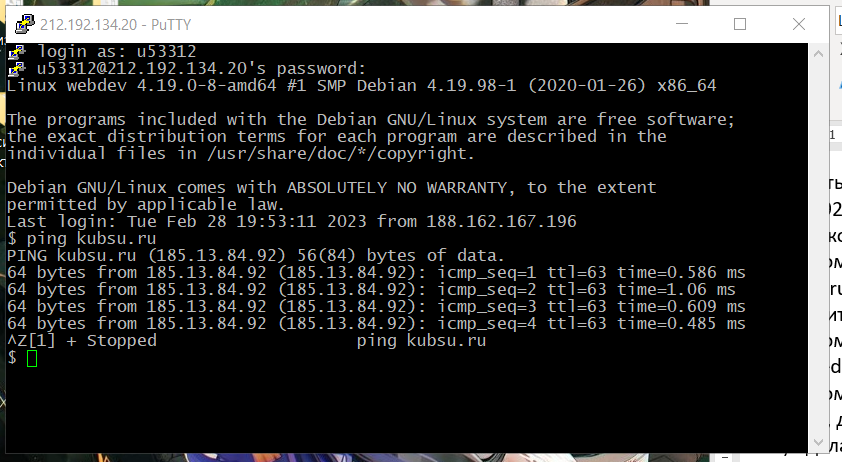 212.192.134.20 - PuTTY
login as: u53312
u53312@212.192.134.20's password:
Linux webdev 4.19.0-8-amd64 #1 SMP Debian 4.19.98-1 (2020-01-26) x86_64
The programs included with the Debian GNU/Linux system are free software;
the exact distribution terms for each program are described in the
individual files in /usr/share/doc/*/copyright.
Debian GNU/Linux comes with ABSOLUTELY NO WARRANTY, to the extent
permitted by applicable law.
Last login: Tue Feb 28 19:53:11 2023 from 188.162.167.196
$ ping kubsu.ru
PING kubsu.ru (185.13.84.92) 56(84) bytes of data.
64 bytes from 185.13.84.92 (185.13.84.92): icmp_seq=1 ttl=63 time=0.586 ms
64 bytes from 185.13.84.92 (185.13.84.92): icmp_seq=2 ttl=63 time=1.06 ms
64 bytes from 185.13.84.92 (185.13.84.92): icmp_seq=3 ttl=63 time=0.609 ms
64 bytes from 185.13.84.92 (185.13.84.92): icmp_seq=4 ttl=63 time=0.485 ms
^Z[1] + Stopped                 ping kubsu.ru
$